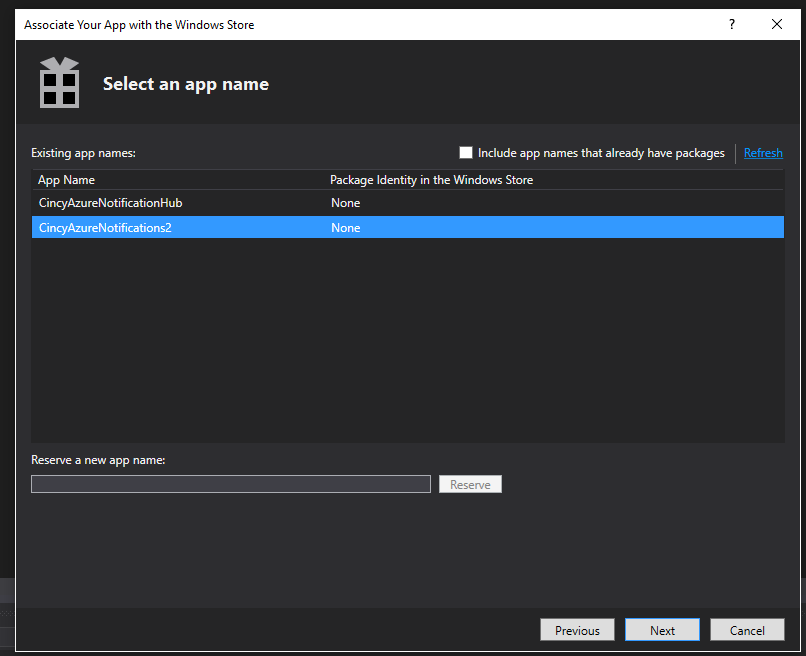 Associate Your App with the Windows Store
Select an app name
Existing app names:
Include app names that already have packages
Refresh
App Name Package Identity in the Windows Store
CincyAzureNotificationHub None
CincyAzureNotifications2 None
Reserve a new app name:
Reserve
Previous Next Cancel